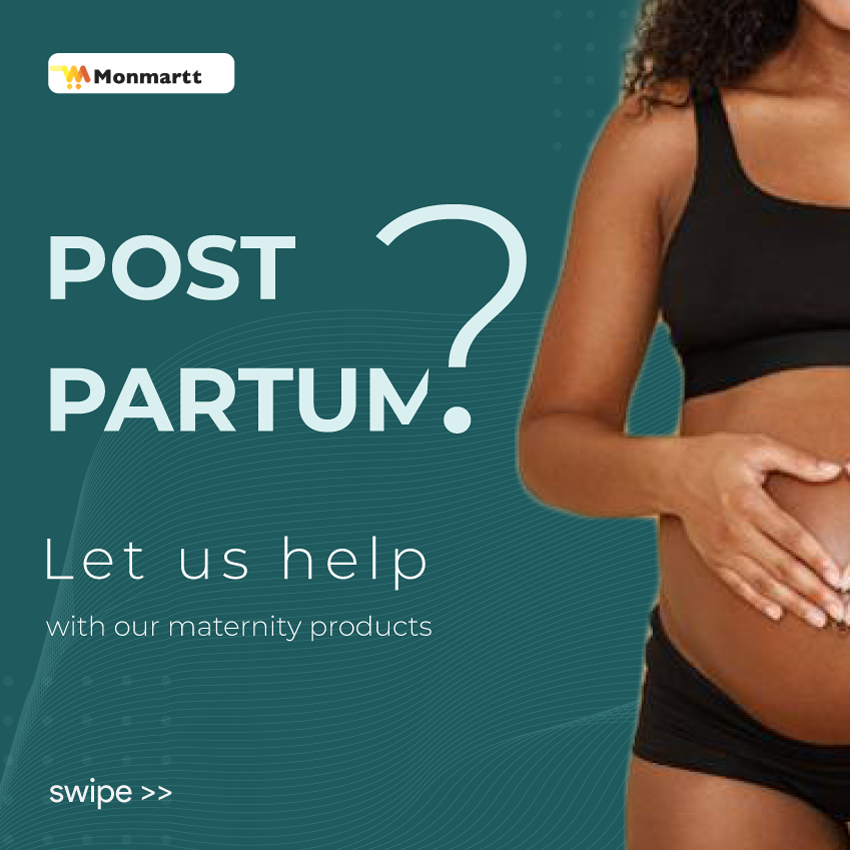 Monmartt
POST
PARTUM?
Let us help
with our maternity products
swipe >>